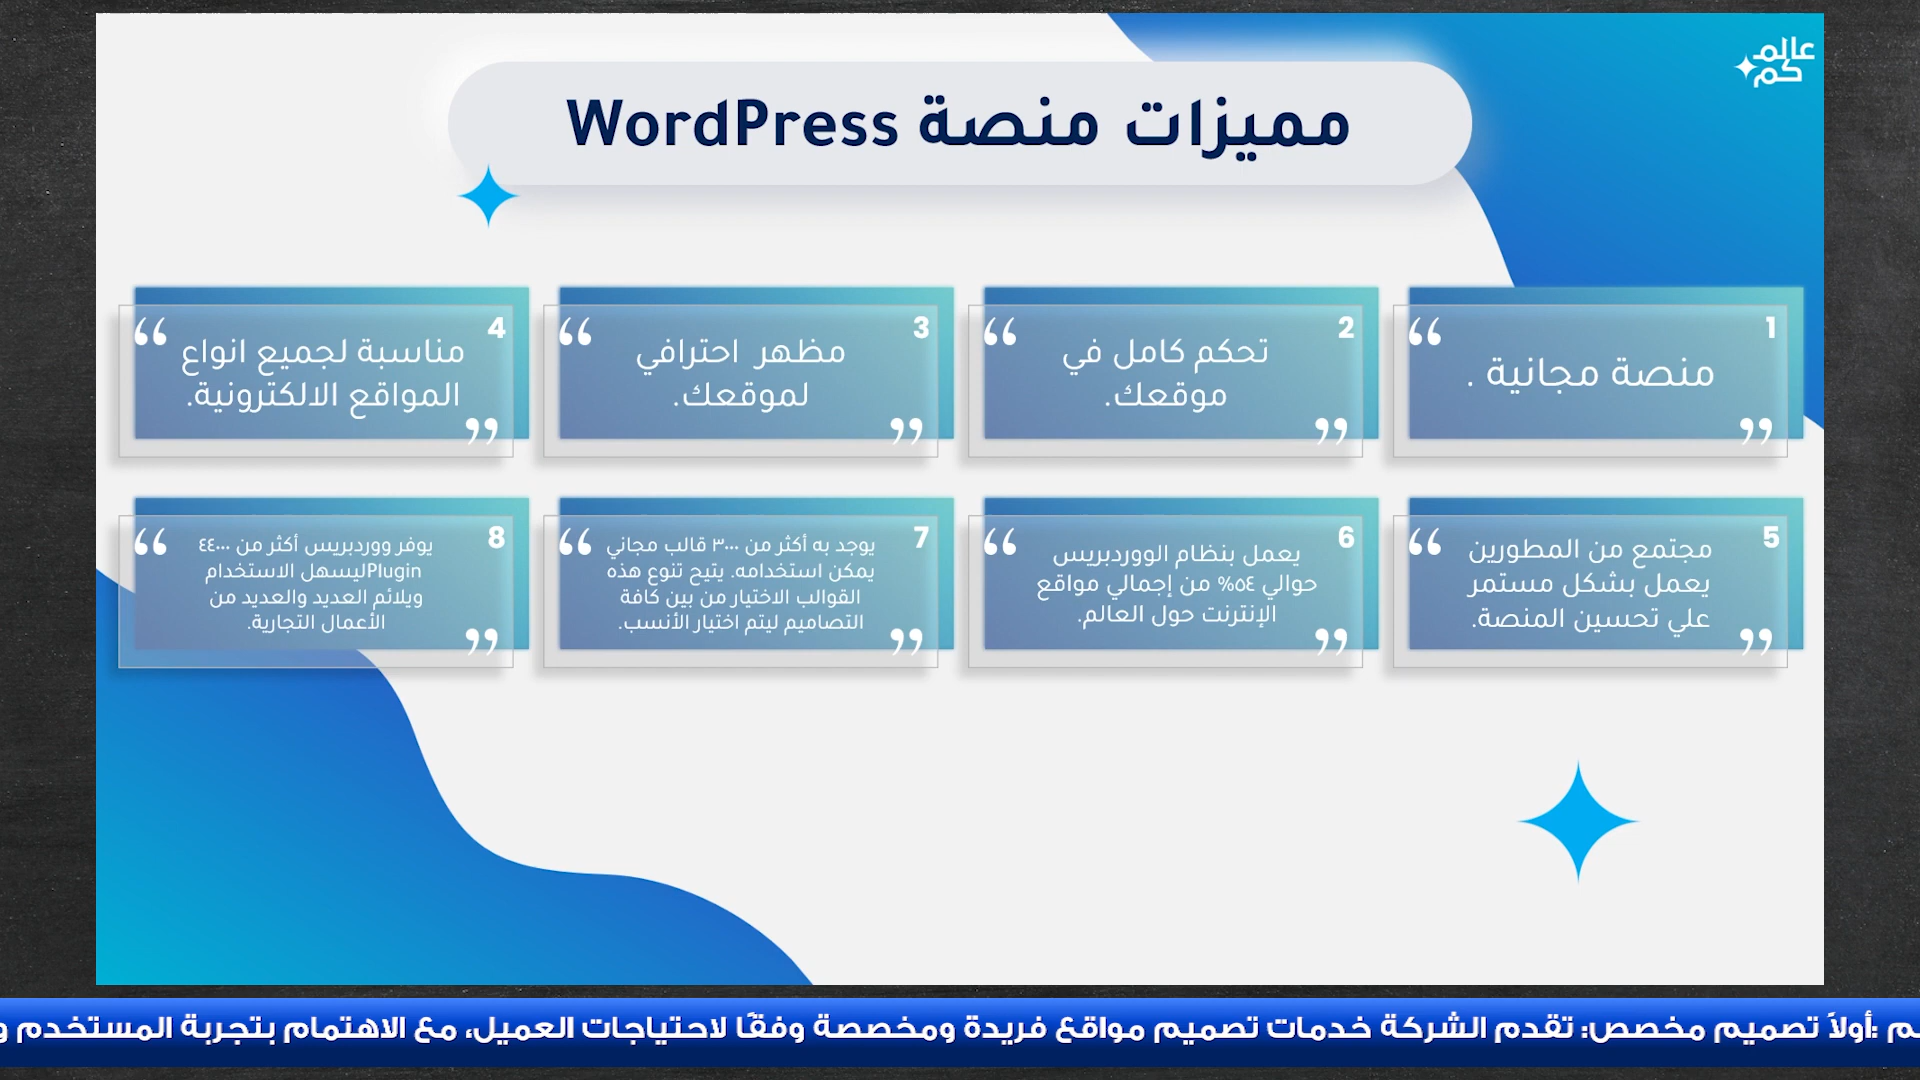 عالم
كم
مميزات منصة WordPress
1
منصة مجانية .
2
تحكم كامل في
موقعك.
3
مظهر احترافي
لموقعك.
4
مناسبة لجميع انواع
المواقع الالكترونية.
5
مجتمع من المطورين
يعمل بشكل مستمر
علي تحسين المنصة.
6
يعمل بنظام الووردبريس
حوالي ٥٤% من إجمالي مواقع
الإنترنت حول العالم.
7
يوجد به أكثر من ٣٠٠٠ قالب مجاني
يمكن استخدامه. يتيح تنوع هذه
القوالب الاختيار من بين كافة
التصاميم ليتم اختيار الأنسب.
8
يوفر ووردبريس أكثر من ٤٤٠٠٠
Pluginليسهل الاستخدام
ويلائم العديد والعديد من
الأعمال التجارية.
أولاً تصميم مخصص: تقدم الشركة خدمات تصميم مواقع فريدة ومخصصة وفقًا لاحتياجات العميل، مع الاهتمام بتجربة المستخدم